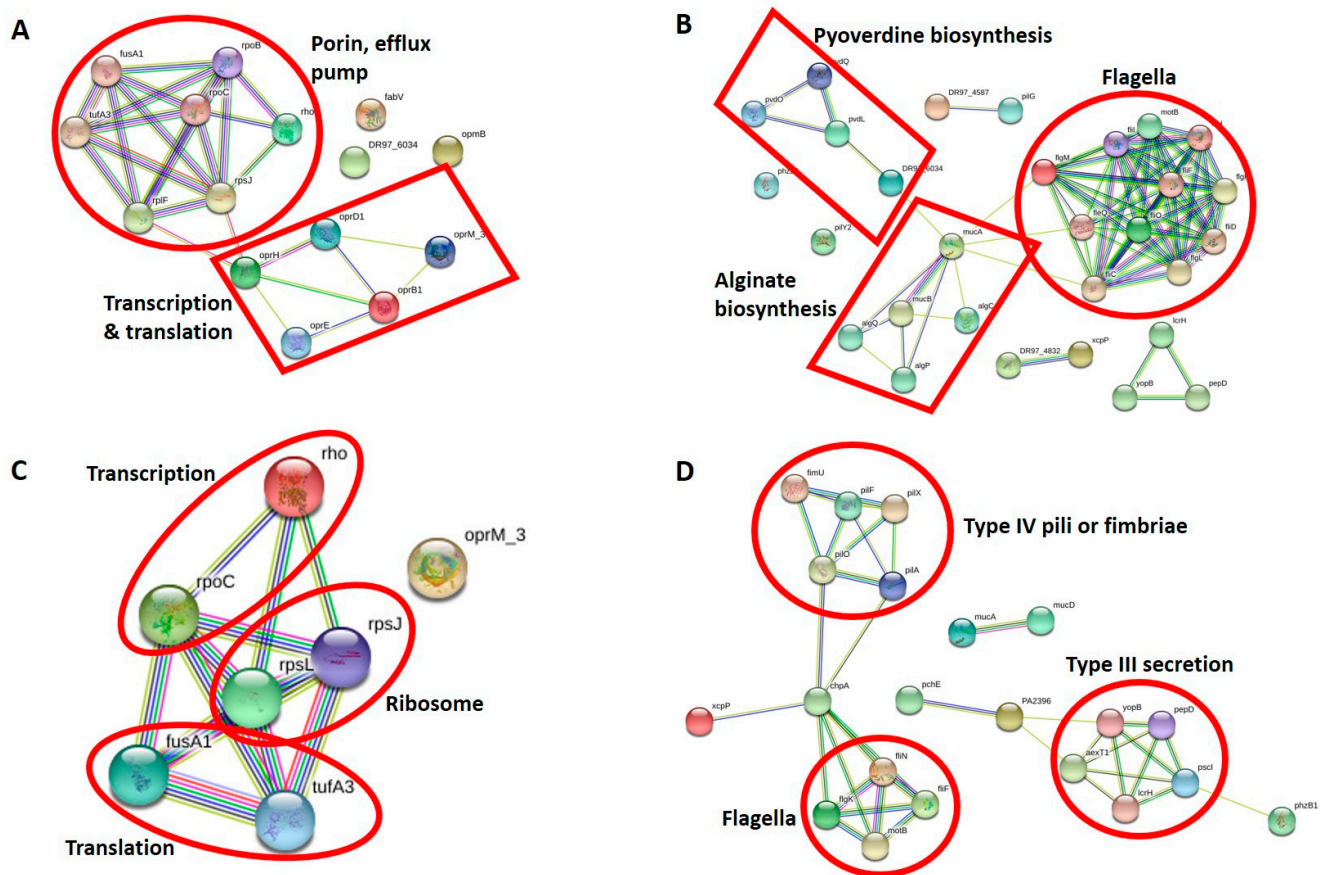 A
Porin, efflux
pump
fusA1
rpoB
rpoC
rho
tufA3
rplF
rpsJ
fabV
DR97_6034
opmB
oprD1
oprM_3
oprH
oprB1
oprE
Transcription
& translation
B
Pyoverdine biosynthesis
pvdO
pvdL
DR97_4587
pilG
Flagella
motB
fliI
flgM
fliF
fleQ
fliO
fliD
flgL
fliC
pilY2
mucA
Alginate
biosynthesis
mucB
algQ
algP
DR97_4832
xcpP
lcrH
yopB
pepD
C
Transcription
rho
oprM_3
rpoC
rpsJ
rpsL
Ribosome
fusA1
tufA3
Translation
D
fimU
pilF
pilX
Type IV pili or fimbriae
pilO
pilA
mucA
mucD
chpA
xcpP
pchE
PA2396
Type III secretion
yopB
pepD
aexT1
pscI
lcrH
phzB1
fliN
flgK
fliF
motB
Flagella